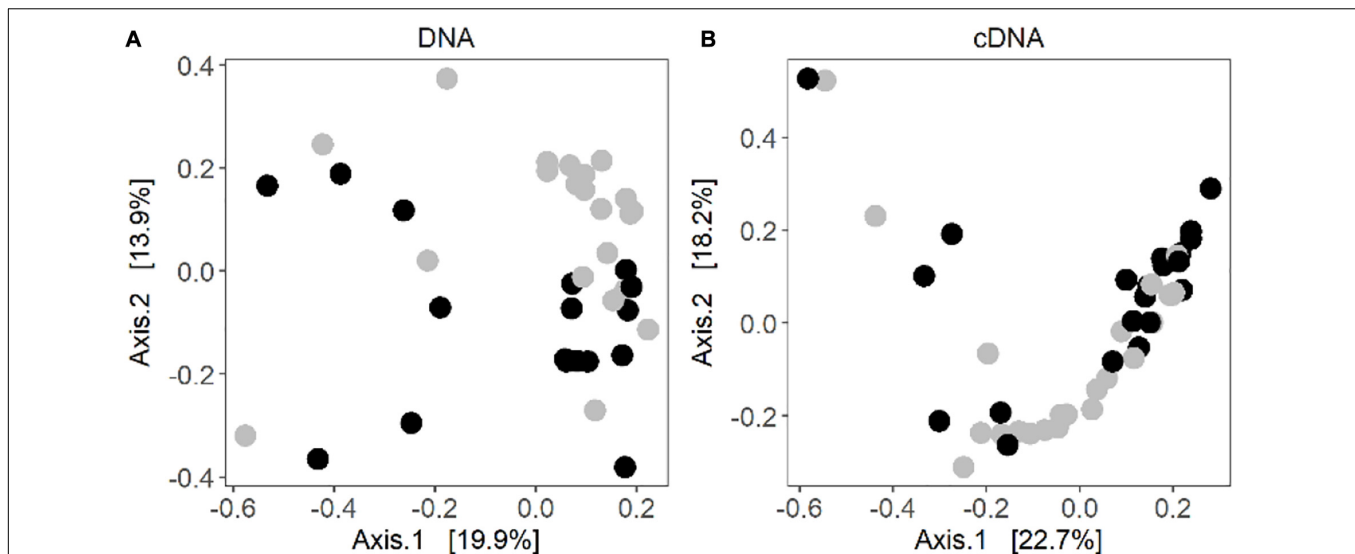 A DNA
B cDNA
0.4
0.2
0.0
-0.2
-0.4
Axis.2 [13.9%]
-0.6 -0.4 -0.2 0.0 0.2
Axis.1 [19.9%]
0.4
0.2
0.0
-0.2
Axis.2 [18.2%]
-0.6 -0.4 -0.2 0.0 0.2
Axis.1 [22.7%]